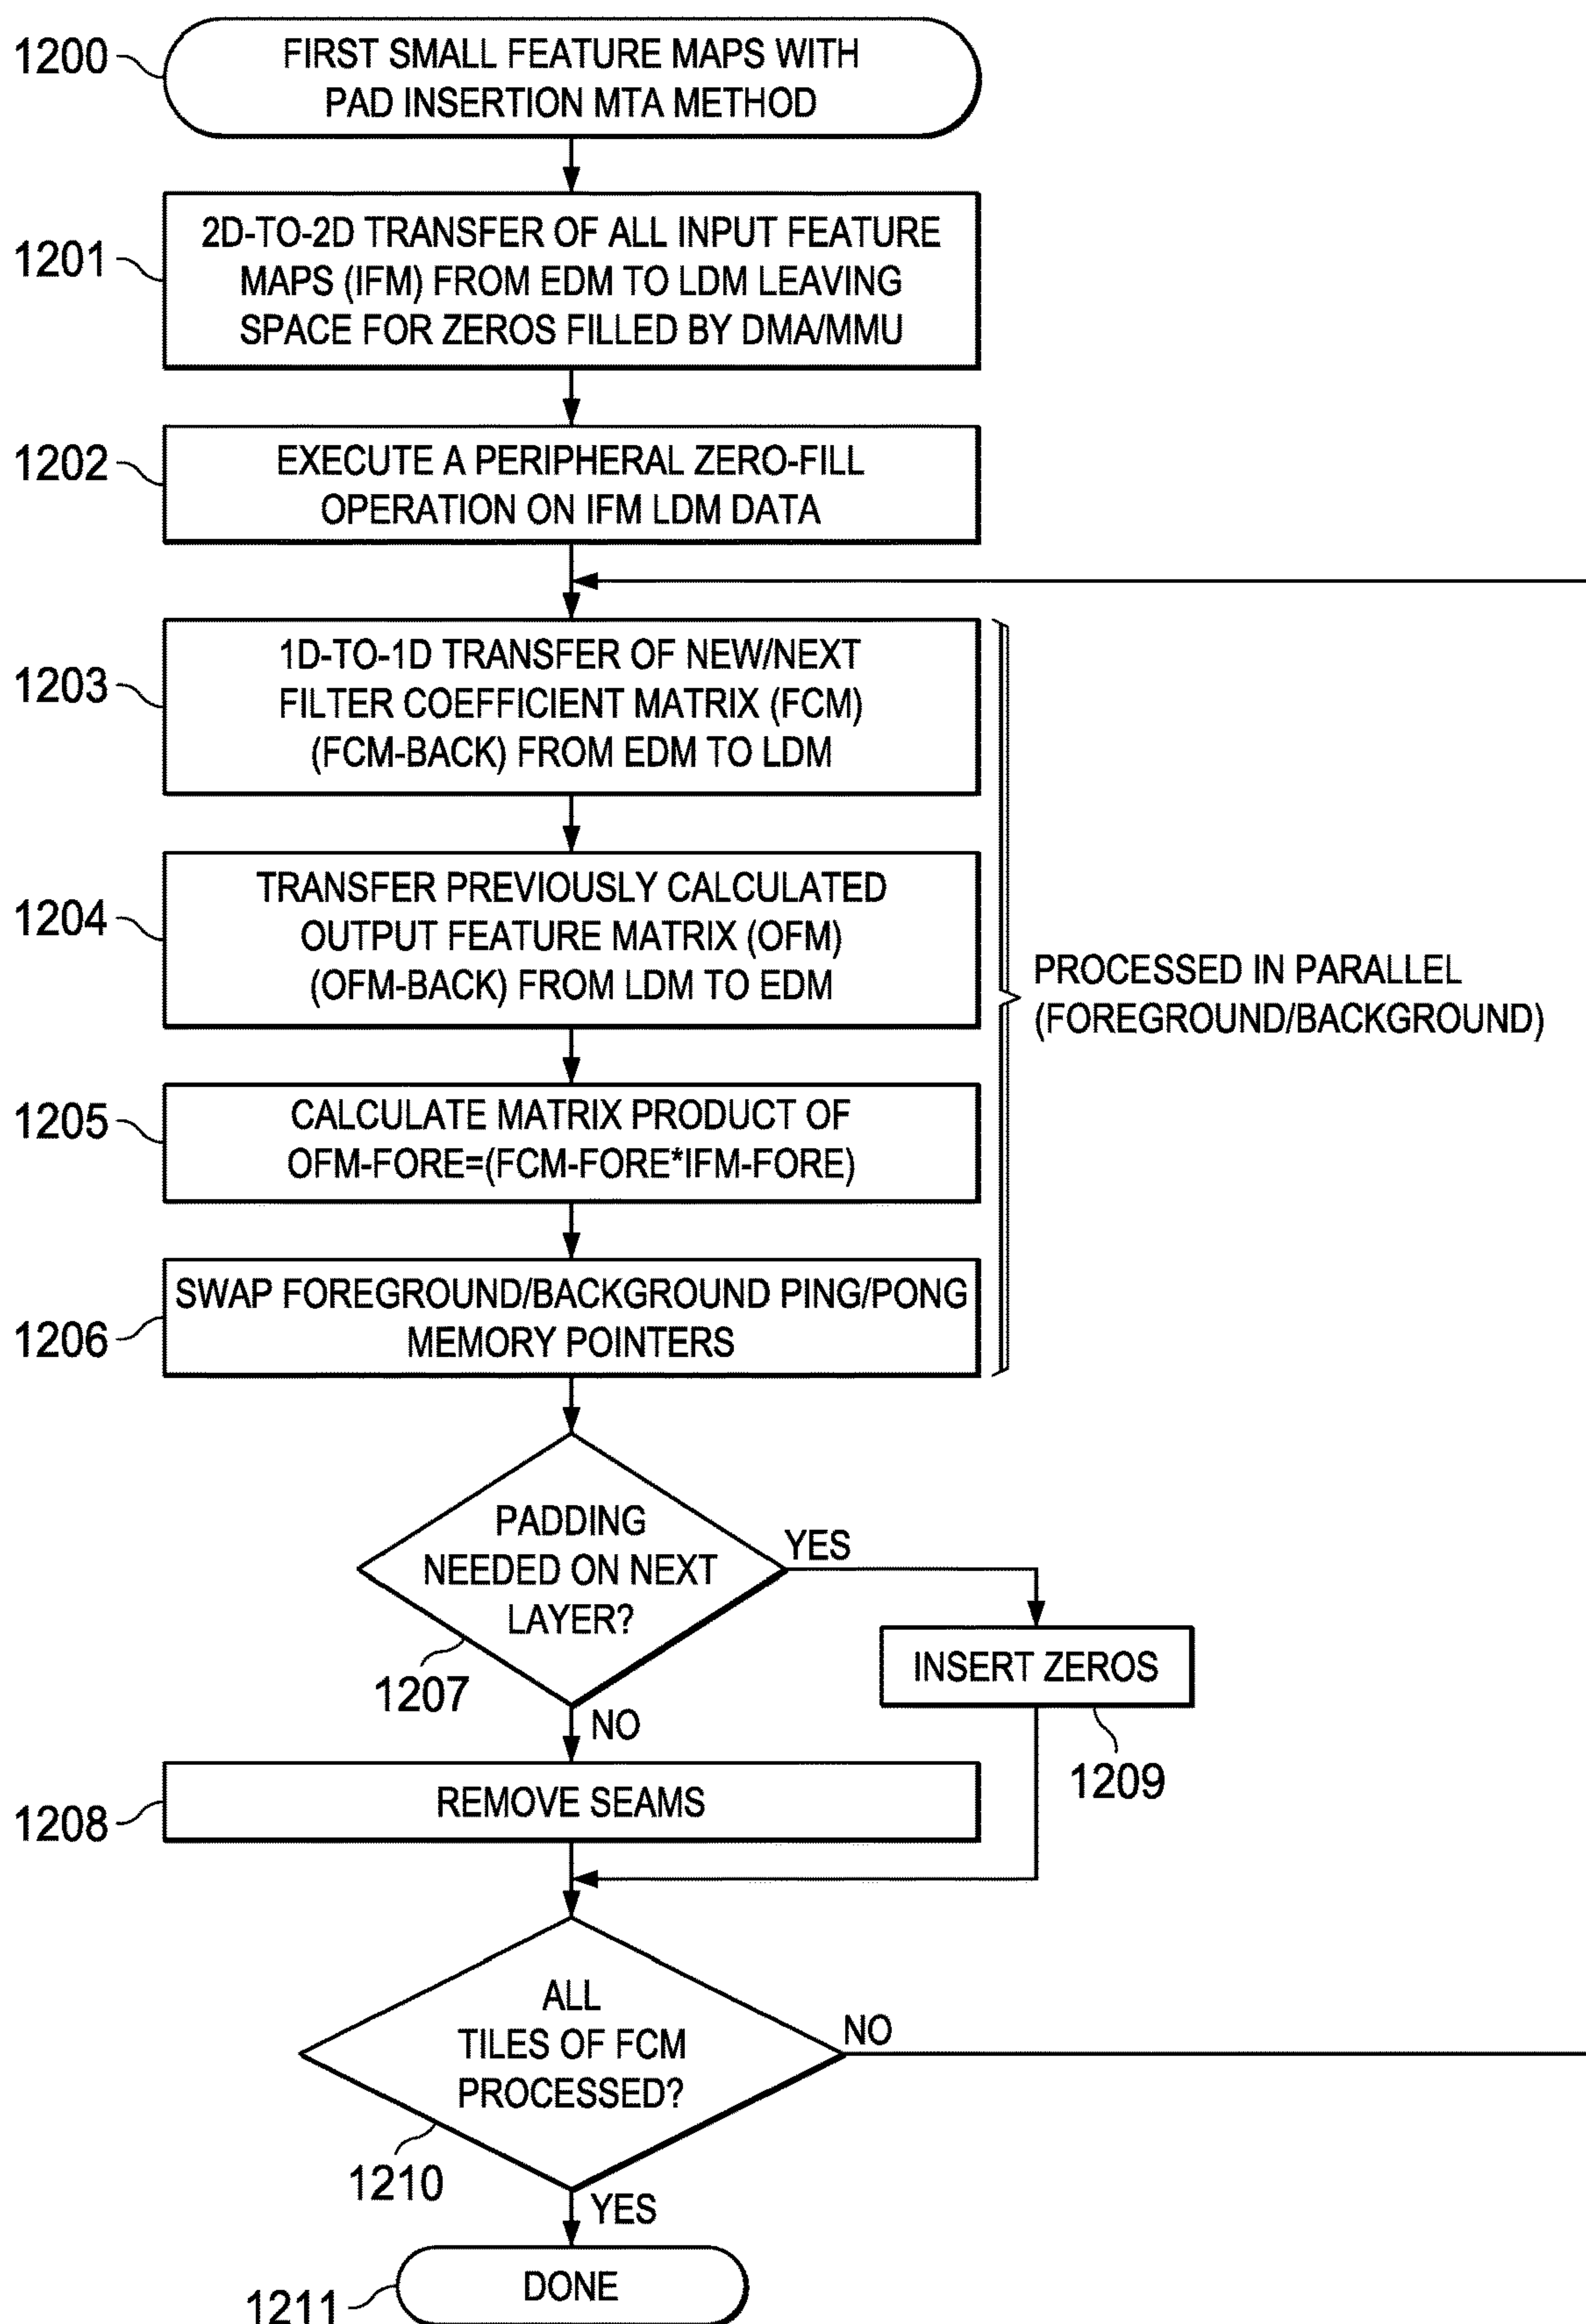 1200
FIRST SMALL FEATURE MAPS WITH
PAD INSERTION MTA METHOD
1201
2D-TO-2D TRANSFER OF ALL INPUT FEATURE
MAPS (IFM) FROM EDM TO LDM LEAVING
SPACE FOR ZEROS FILLED BY DMA/MMU
1202
EXECUTE A PERIPHERAL ZERO-FILL
OPERATION ON IFM LDM DATA
1203
1D-TO-1D TRANSFER OF NEW/NEXT
FILTER COEFFICIENT MATRIX (FCM)
(FCM-BACK) FROM EDM TO LDM
1204
TRANSFER PREVIOUSLY CALCULATED
OUTPUT FEATURE MATRIX (OFM)
(OFM-BACK) FROM LDM TO EDM
PROCESSED IN PARALLEL
(FOREGROUND/BACKGROUND)
1205
CALCULATE MATRIX PRODUCT OF
OFM-FORE=(FCM-FORE*IFM-FORE)
1206
SWAP FOREGROUND/BACKGROUND PING/PONG
MEMORY POINTERS
PADDING
NEEDED ON NEXT
LAYER?
YES
1207
NO
INSERT ZEROS
1209
1208
REMOVE SEAMS
ALL
TILES OF FCM
PROCESSED?
NO
1210
YES
DONE
1211